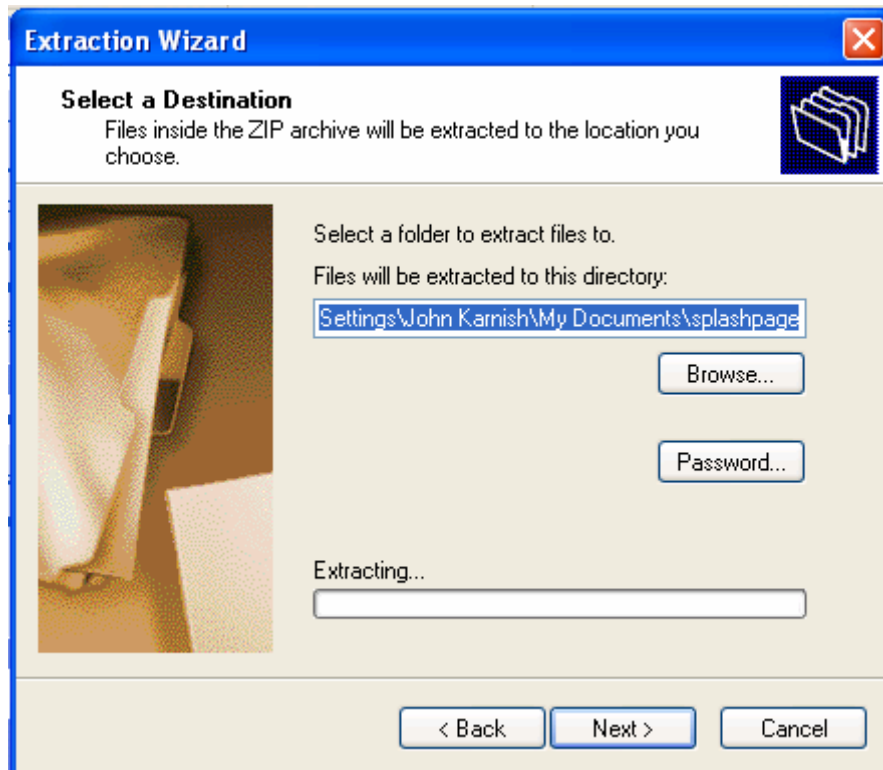 Extraction Wizard
Select a Destination
Files inside the ZIP archive will be extracted to the location you
choose.
Select a folder to extract files to.
Files will be extracted to this directory:
Settings\John Karnish\My Documents\splashpage
Browse...
Password...
Extracting...
< Back Next > Cancel